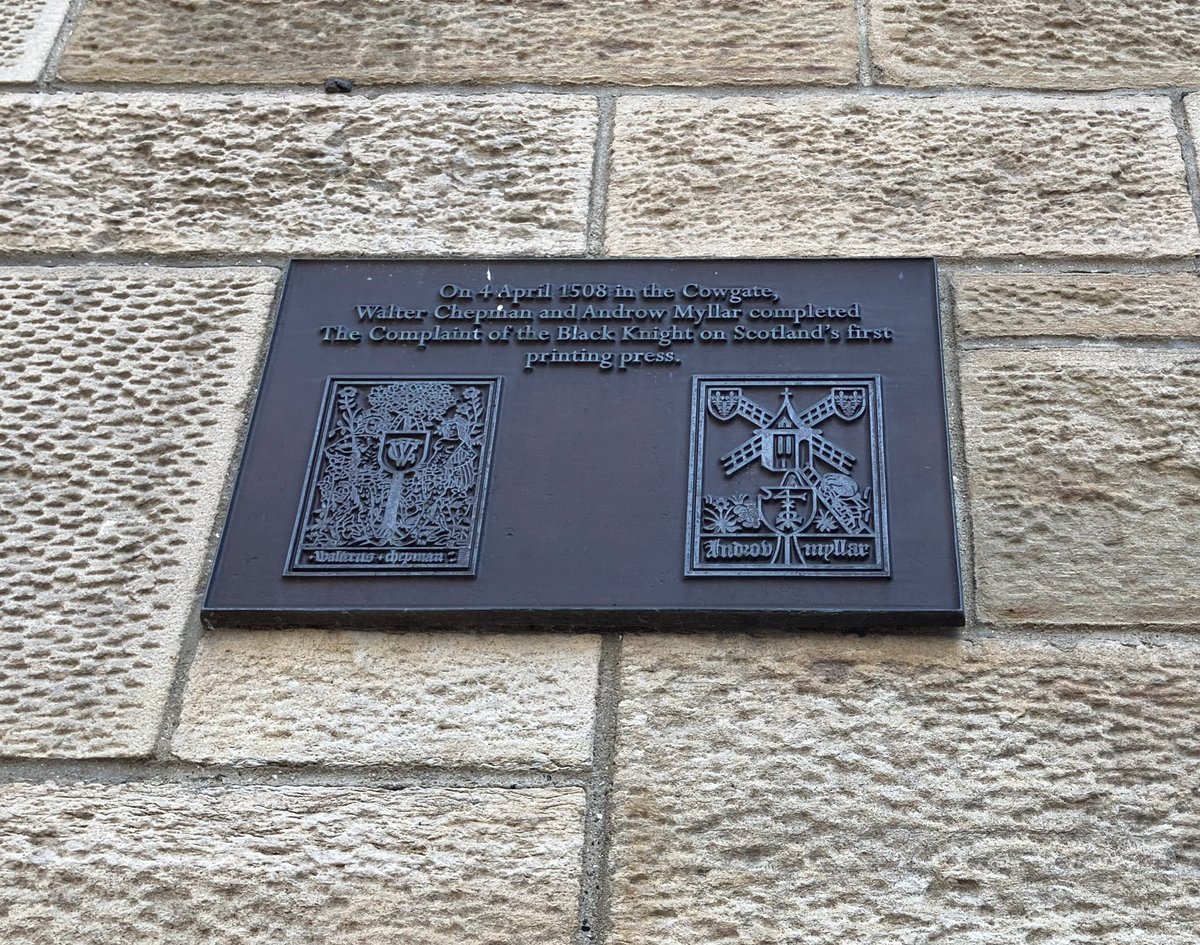 On 4 April 1508 in the Cowgate,
Walter Chepman and Androw Myllar completed
The Complaint of the Black Knight on Scotland's first
printing press.
Walterus + chepman
Androv myllar